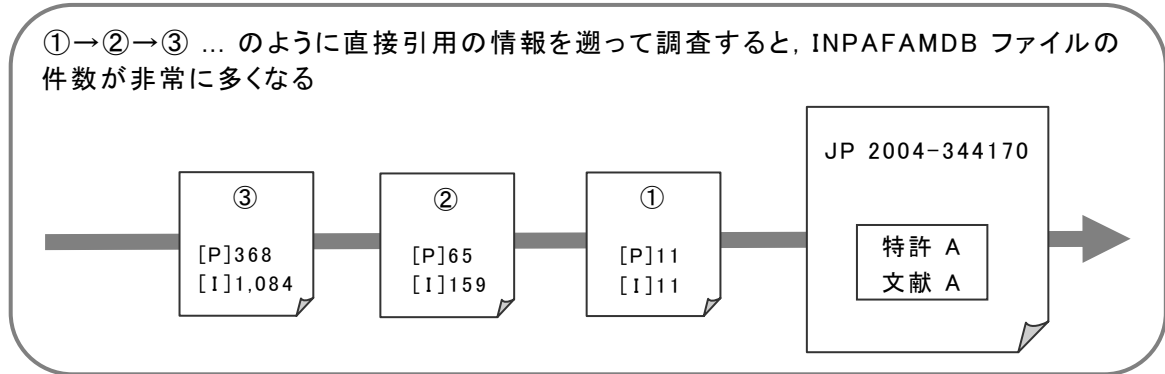 ①→②→③ … のように直接引用の情報を遡って調査すると, INPAFAMDB ファイルの
件数が非常に多くなる
③
[P]368
[I]1,084
②
[P]65
[I]159
①
[P]11
[I]11
JP 2004-344170
特許 A
文献 A